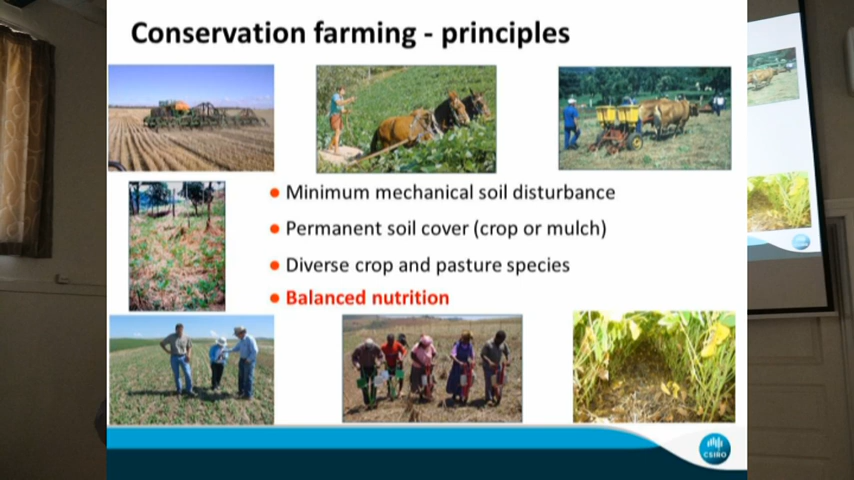 Conservation farming - principles
Minimum mechanical soil disturbance
Permanent soil cover (crop or mulch)
Diverse crop and pasture species
Balanced nutrition
CSIRO